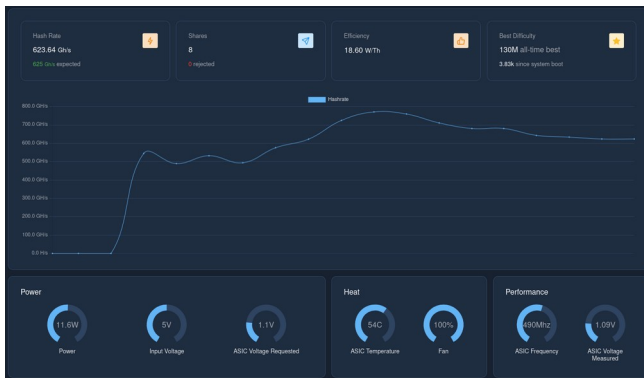 Hash Rate
623.64 Gh/s
625 Gh/s expected
Shares
8
0 rejected
Efficiency
18.60 W/Th
Best Difficulty
130M all-time best
3.83k since system boot
Hashrate
800.0 GH/s
700.0 GH/s
600.0 GH/s
500.0 GH/s
400.0 GH/s
300.0 GH/s
200.0 GH/s
100.0 GH/s
0.0 H/s
Power
11.6W
Power
5V
Input Voltage
1.1V
ASIC Voltage Requested
Heat
54C
ASIC Temperature
100%
Fan
Performance
490Mhz
ASIC Frequency
1.09V
ASIC Voltage
Measured